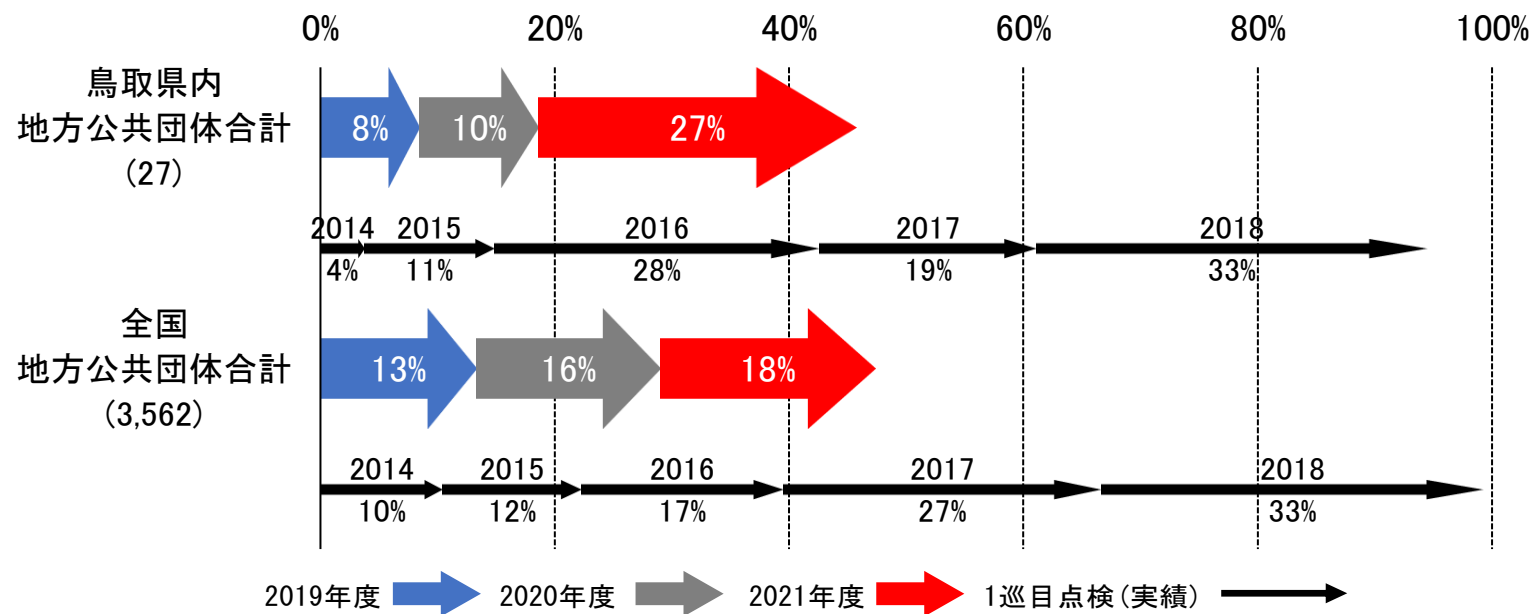 0% 20% 40% 60% 80% 100%
鳥取県内
地方公共団体合計
(27)
8% 10% 27%
2014 2015 2016 2017 2018
4% 11% 28% 19% 33%
全国
地方公共団体合計
(3,562)
13% 16% 18%
2014 2015 2016 2017 2018
10% 12% 17% 27% 33%
2019年度 2020年度 2021年度 1巡目点検(実績)